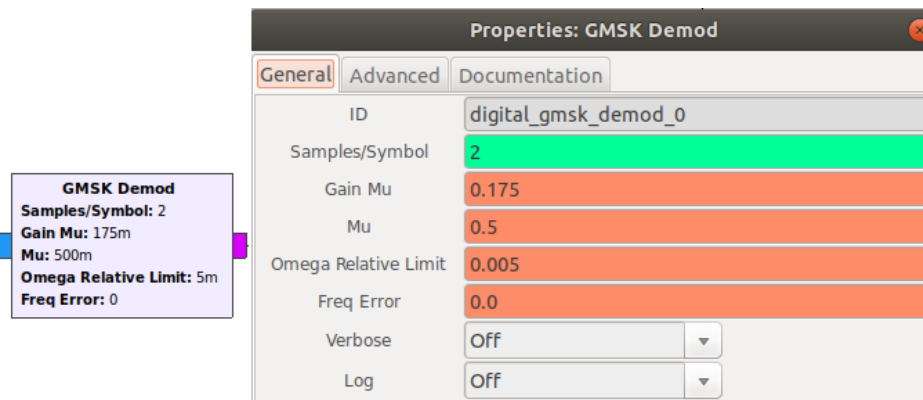 Properties: GMSK Demod
General Advanced Documentation
ID digital_gmsk_demod_0
Samples/Symbol 2
Gain Mu 0.175
Mu 0.5
Omega Relative Limit 0.005
Freq Error 0.0
Verbose Off
Log Off
GMSK Demod
Samples/Symbol: 2
Gain Mu: 175m
Mu: 500m
Omega Relative Limit: 5m
Freq Error: 0